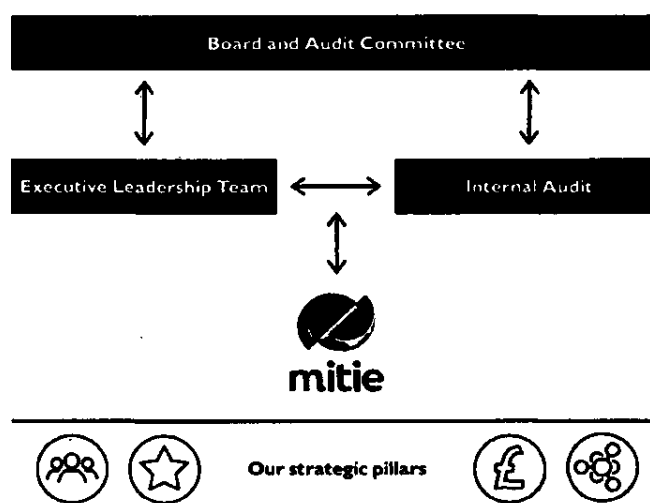 Board and Audit Committee
Executive Leadership Team
Internal Audit
mitie
Our strategic pillars
£